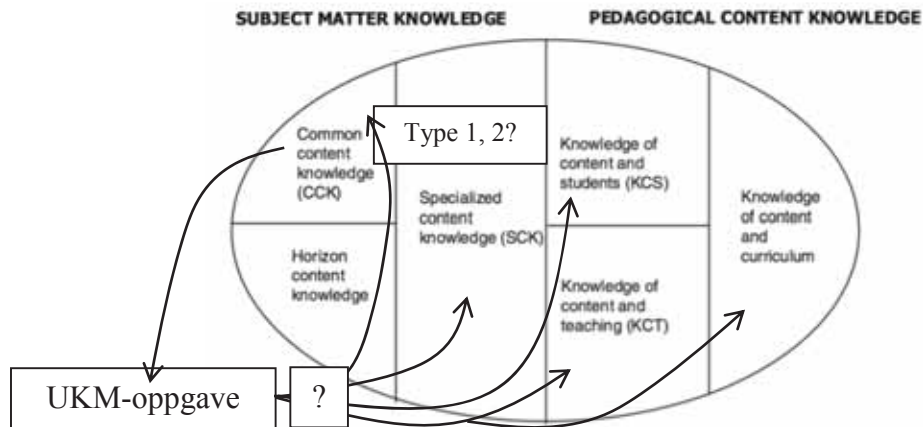 SUBJECT MATTER KNOWLEDGE
PEDAGOGICAL CONTENT KNOWLEDGE
Type 1, 2?
Common
content
knowledge
(CCK)
Horizon
content
knowledge
Specialized
content
knowledge (SCK)
Knowledge of
content and
students (KCS)
Knowledge of
content and
teaching (KCT)
Knowledge
of content
and
curriculum
UKM-oppgave
?